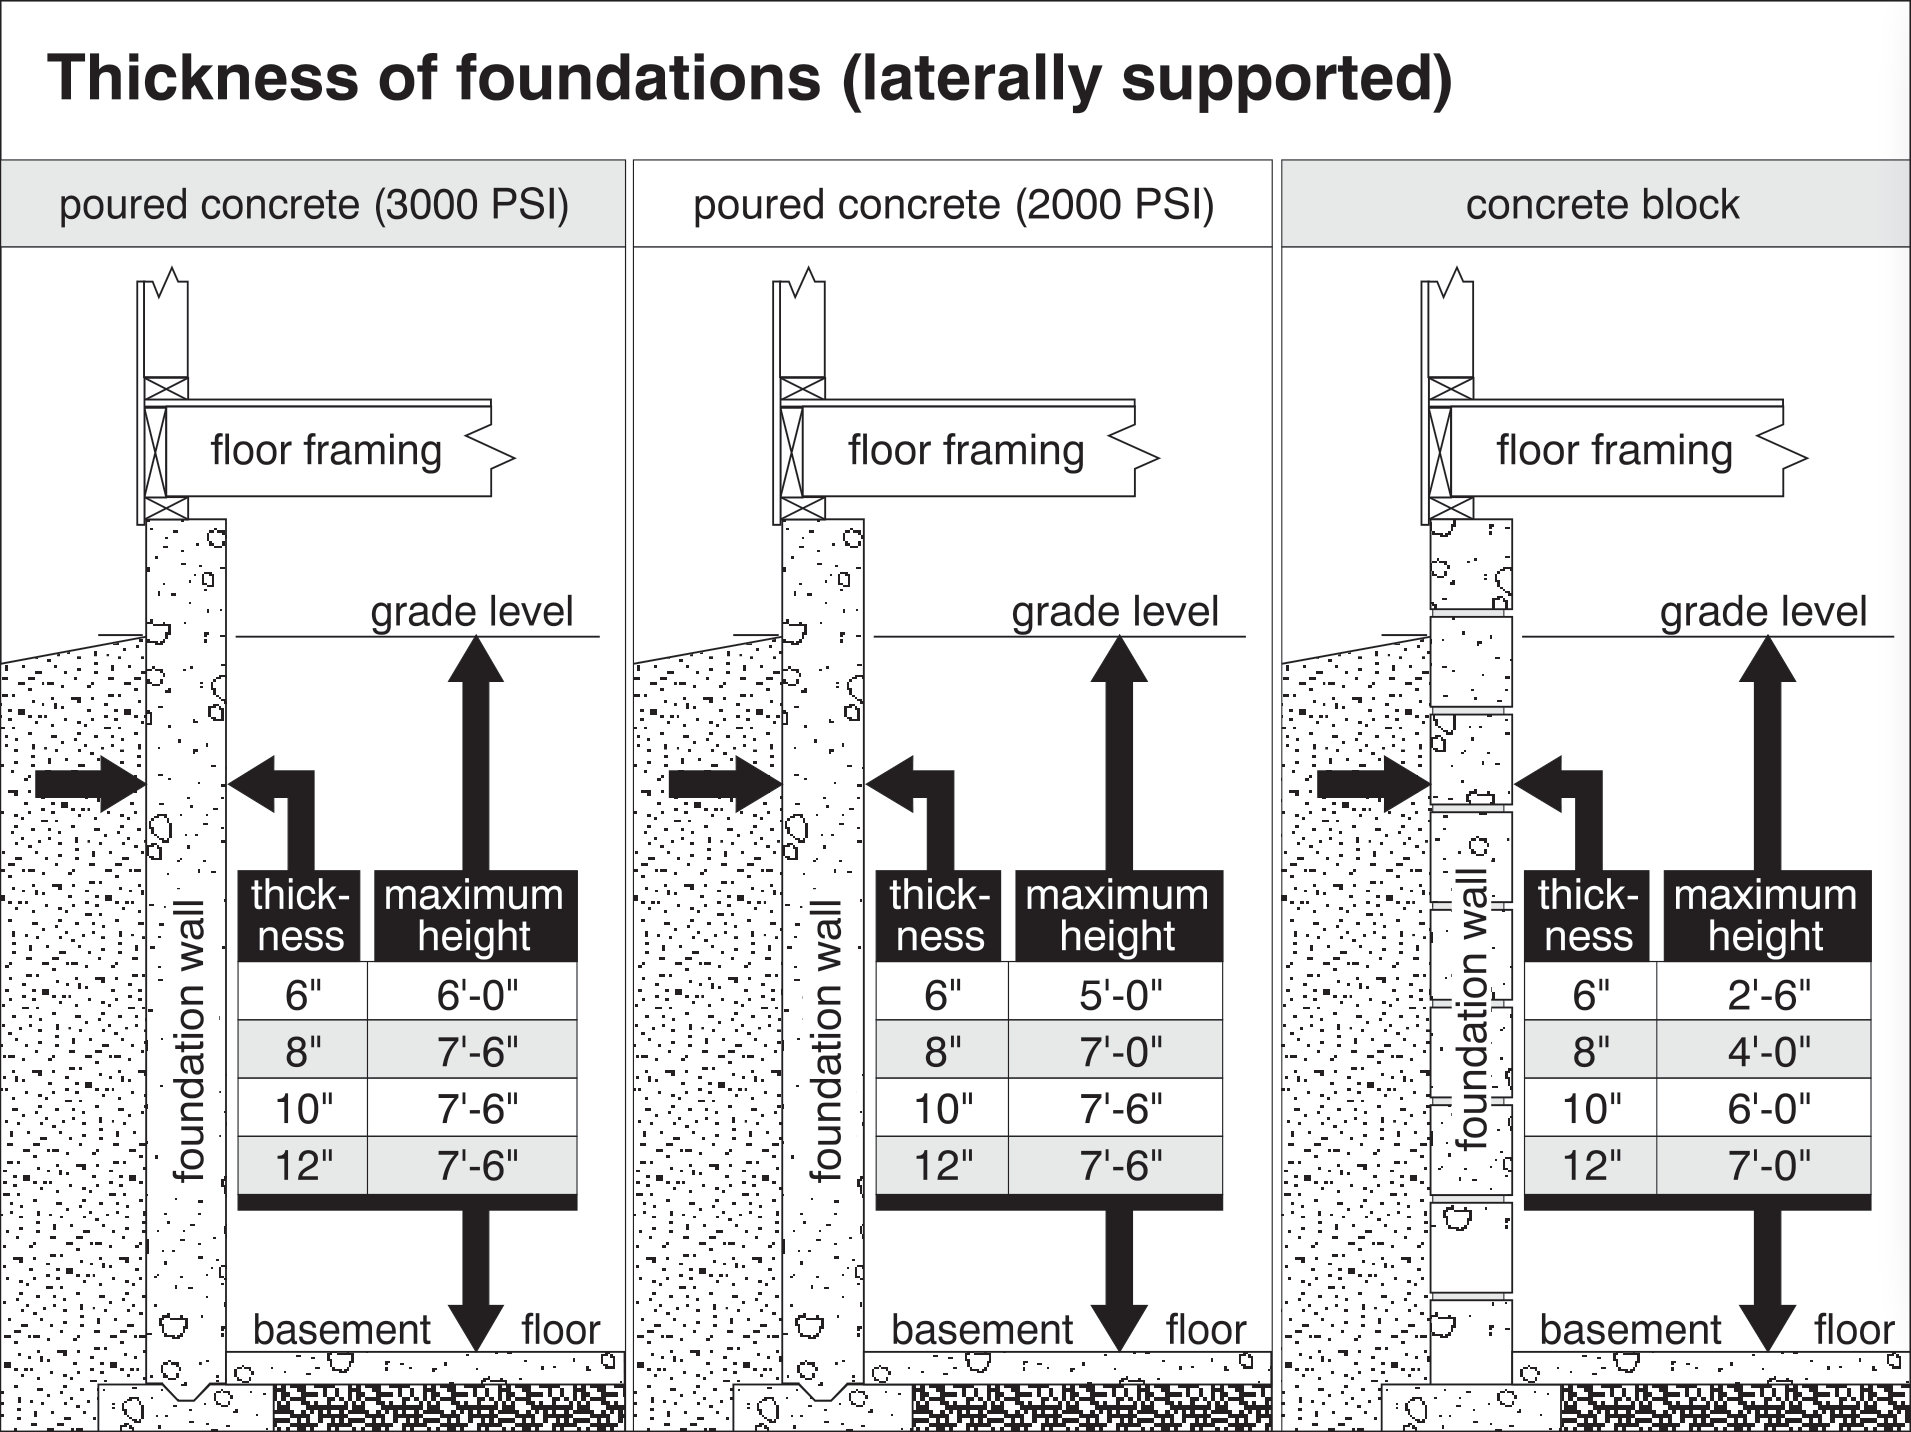 Thickness of foundations (laterally supported)
poured concrete (3000 PSI)
floor framing
grade level
foundation wall
thick-
ness
maximum
height
6" 6'-0"
8" 7'-6"
10" 7'-6"
12" 7'-6"
basement floor
poured concrete (2000 PSI)
floor framing
grade level
foundation wall
thick-
ness
maximum
height
6" 5'-0"
8" 7'-0"
10" 7'-6"
12" 7'-6"
basement floor
concrete block
floor framing
grade level
foundation wall
thick-
ness
maximum
height
6" 2'-6"
8" 4'-0"
10" 6'-0"
12" 7'-0"
basement floor